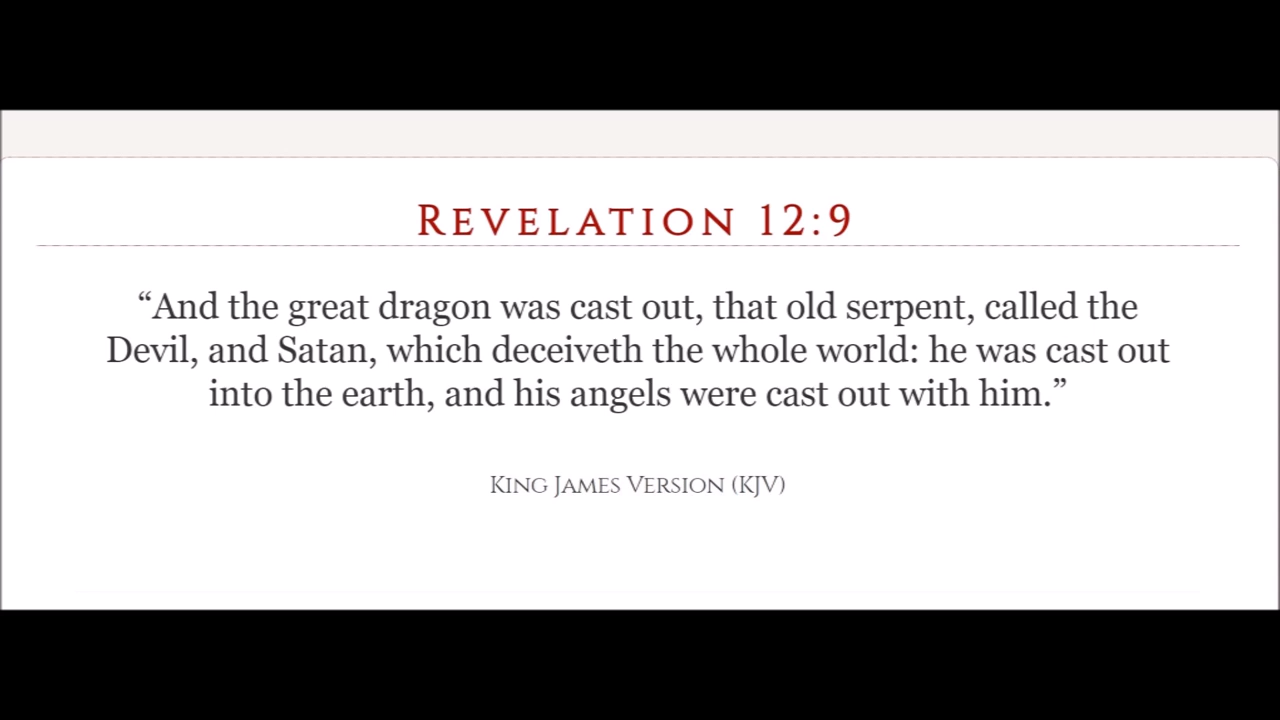 Revelation 12:9
“And the great dragon was cast out, that old serpent, called the
Devil, and Satan, which deceiveth the whole world: he was cast out
into the earth, and his angels were cast out with him.”
King James Version (KJV)